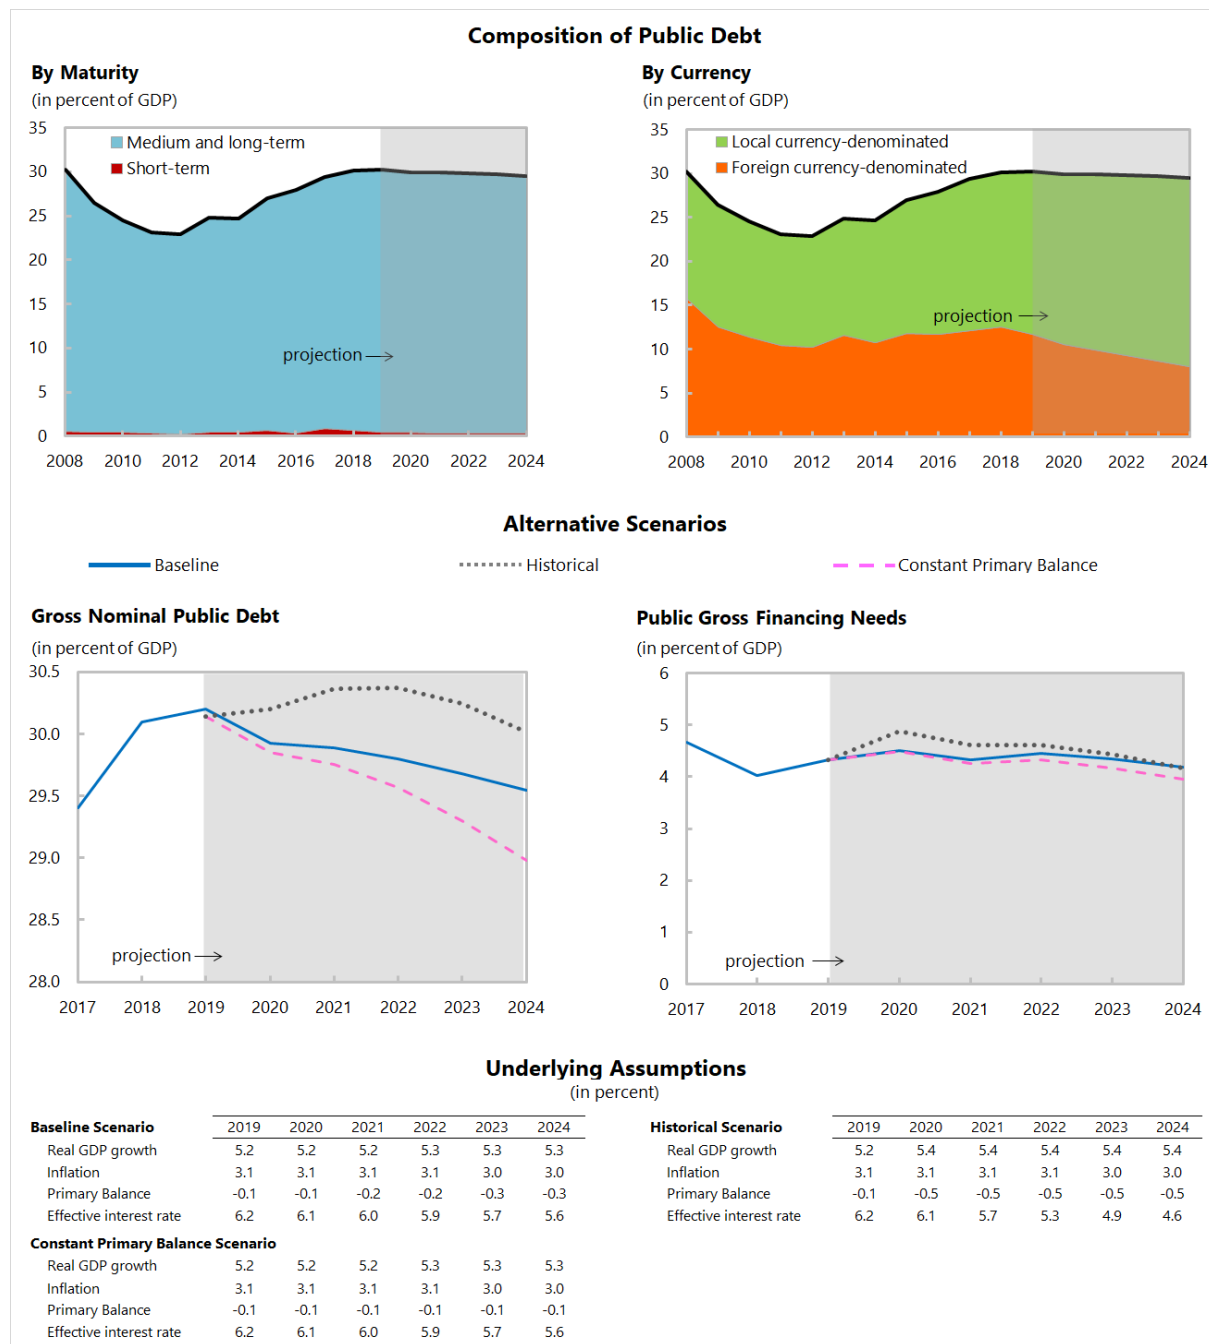 Composition of Public Debt
By Maturity
(in percent of GDP)
35
30
25
20
15
10
5
0
Medium and long-term
Short-term
projection
2008 2010 2012 2014 2016 2018 2020 2022 2024
By Currency
(in percent of GDP)
35
30
25
20
15
10
5
0
Local currency-denominated
Foreign currency-denominated
projection
2008 2010 2012 2014 2016 2018 2020 2022 2024
Alternative Scenarios
Baseline Historical Constant Primary Balance
Gross Nominal Public Debt
(in percent of GDP)
30.5
30.0
29.5
29.0
28.5
28.0
projection
2017 2018 2019 2020 2021 2022 2023 2024
Public Gross Financing Needs
(in percent of GDP)
6
5
4
3
2
1
0
projection
2017 2018 2019 2020 2021 2022 2023 2024
Underlying Assumptions
(in percent)
Baseline Scenario 2019 2020 2021 2022 2023 2024
Real GDP growth 5.2 5.2 5.2 5.3 5.3 5.3
Inflation 3.1 3.1 3.1 3.1 3.0 3.0
Primary Balance -0.1 -0.1 -0.2 -0.2 -0.3 -0.3
Effective interest rate 6.2 6.1 6.0 5.9 5.7 5.6
Constant Primary Balance Scenario
Real GDP growth 5.2 5.2 5.2 5.3 5.3 5.3
Inflation 3.1 3.1 3.1 3.1 3.0 3.0
Primary Balance -0.1 -0.1 -0.1 -0.1 -0.1 -0.1
Effective interest rate 6.2 6.1 6.0 5.9 5.7 5.6
Historical Scenario 2019 2020 2021 2022 2023 2024
Real GDP growth 5.2 5.4 5.4 5.4 5.4 5.4
Inflation 3.1 3.1 3.1 3.1 3.0 3.0
Primary Balance -0.1 -0.5 -0.5 -0.5 -0.5 -0.5
Effective interest rate 6.2 6.1 5.7 5.3 4.9 4.6